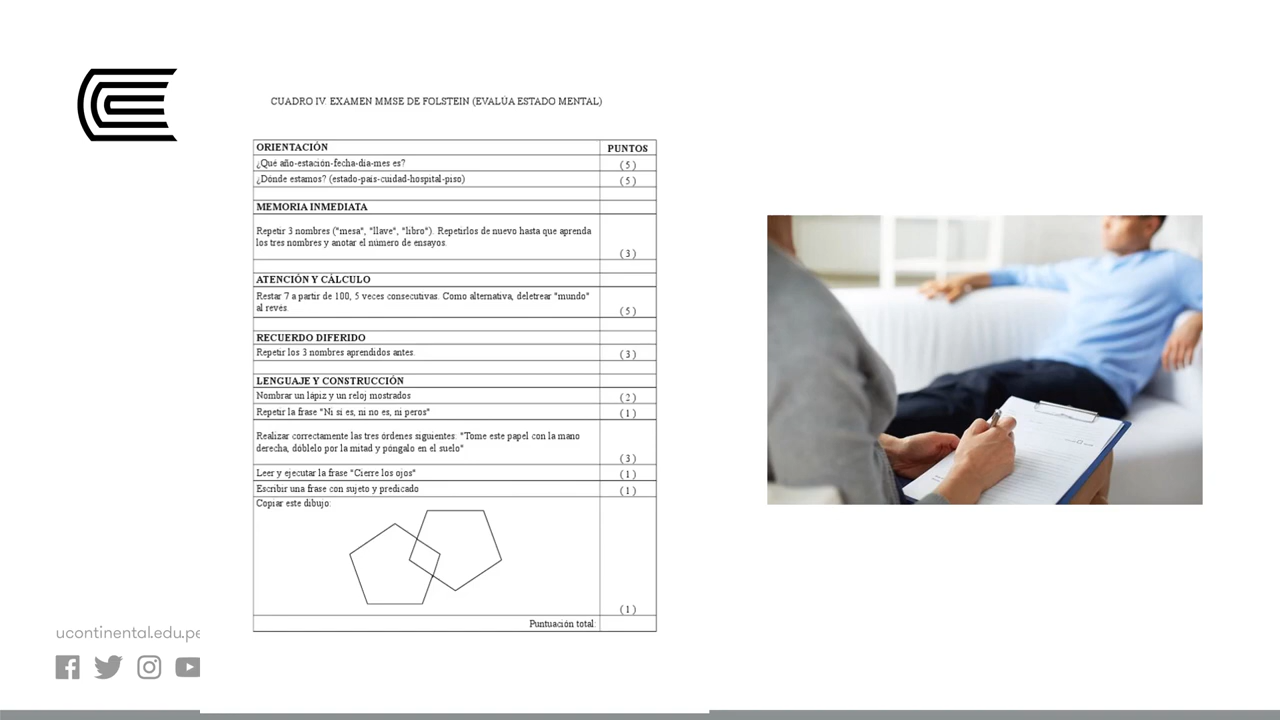 CUADRO IV. EXAMEN MMSE DE FOLSTEIN (EVALÚA ESTADO MENTAL)
ORIENTACIÓN PUNTOS
¿Qué año-estación-fecha-día-mes es? ( 5 )
¿Dónde estamos? (estado-país-cuidad-hospital-piso) ( 5 )
MEMORIA INMEDIATA
Repetir 3 nombres ("mesa", "llave", "libro"). Repetirlos de nuevo hasta que aprenda
los tres nombres y anotar el número de ensayos.
( 3 )
ATENCIÓN Y CÁLCULO
Restar 7 a partir de 100, 5 veces consecutivas. Como alternativa, deletrear "mundo"
al revés.
( 5 )
RECUERDO DIFERIDO
Repetir los 3 nombres aprendidos antes. ( 3 )
LENGUAJE Y CONSTRUCCIÓN
Nombrar un lápiz y un reloj mostrados ( 2 )
Repetir la frase "Ni sí es, ni no es, ni peros" ( 1 )
Realizar correctamente las tres órdenes siguientes: "Tome este papel con la mano
derecha, dóblelo por la mitad y póngalo en el suelo"
( 3 )
Leer y ejecutar la frase "Cierre los ojos" ( 1 )
Escribir una frase con sujeto y predicado ( 1 )
Copiar este dibujo:
( 1 )
Puntuación total:
ucontinental.edu.pe